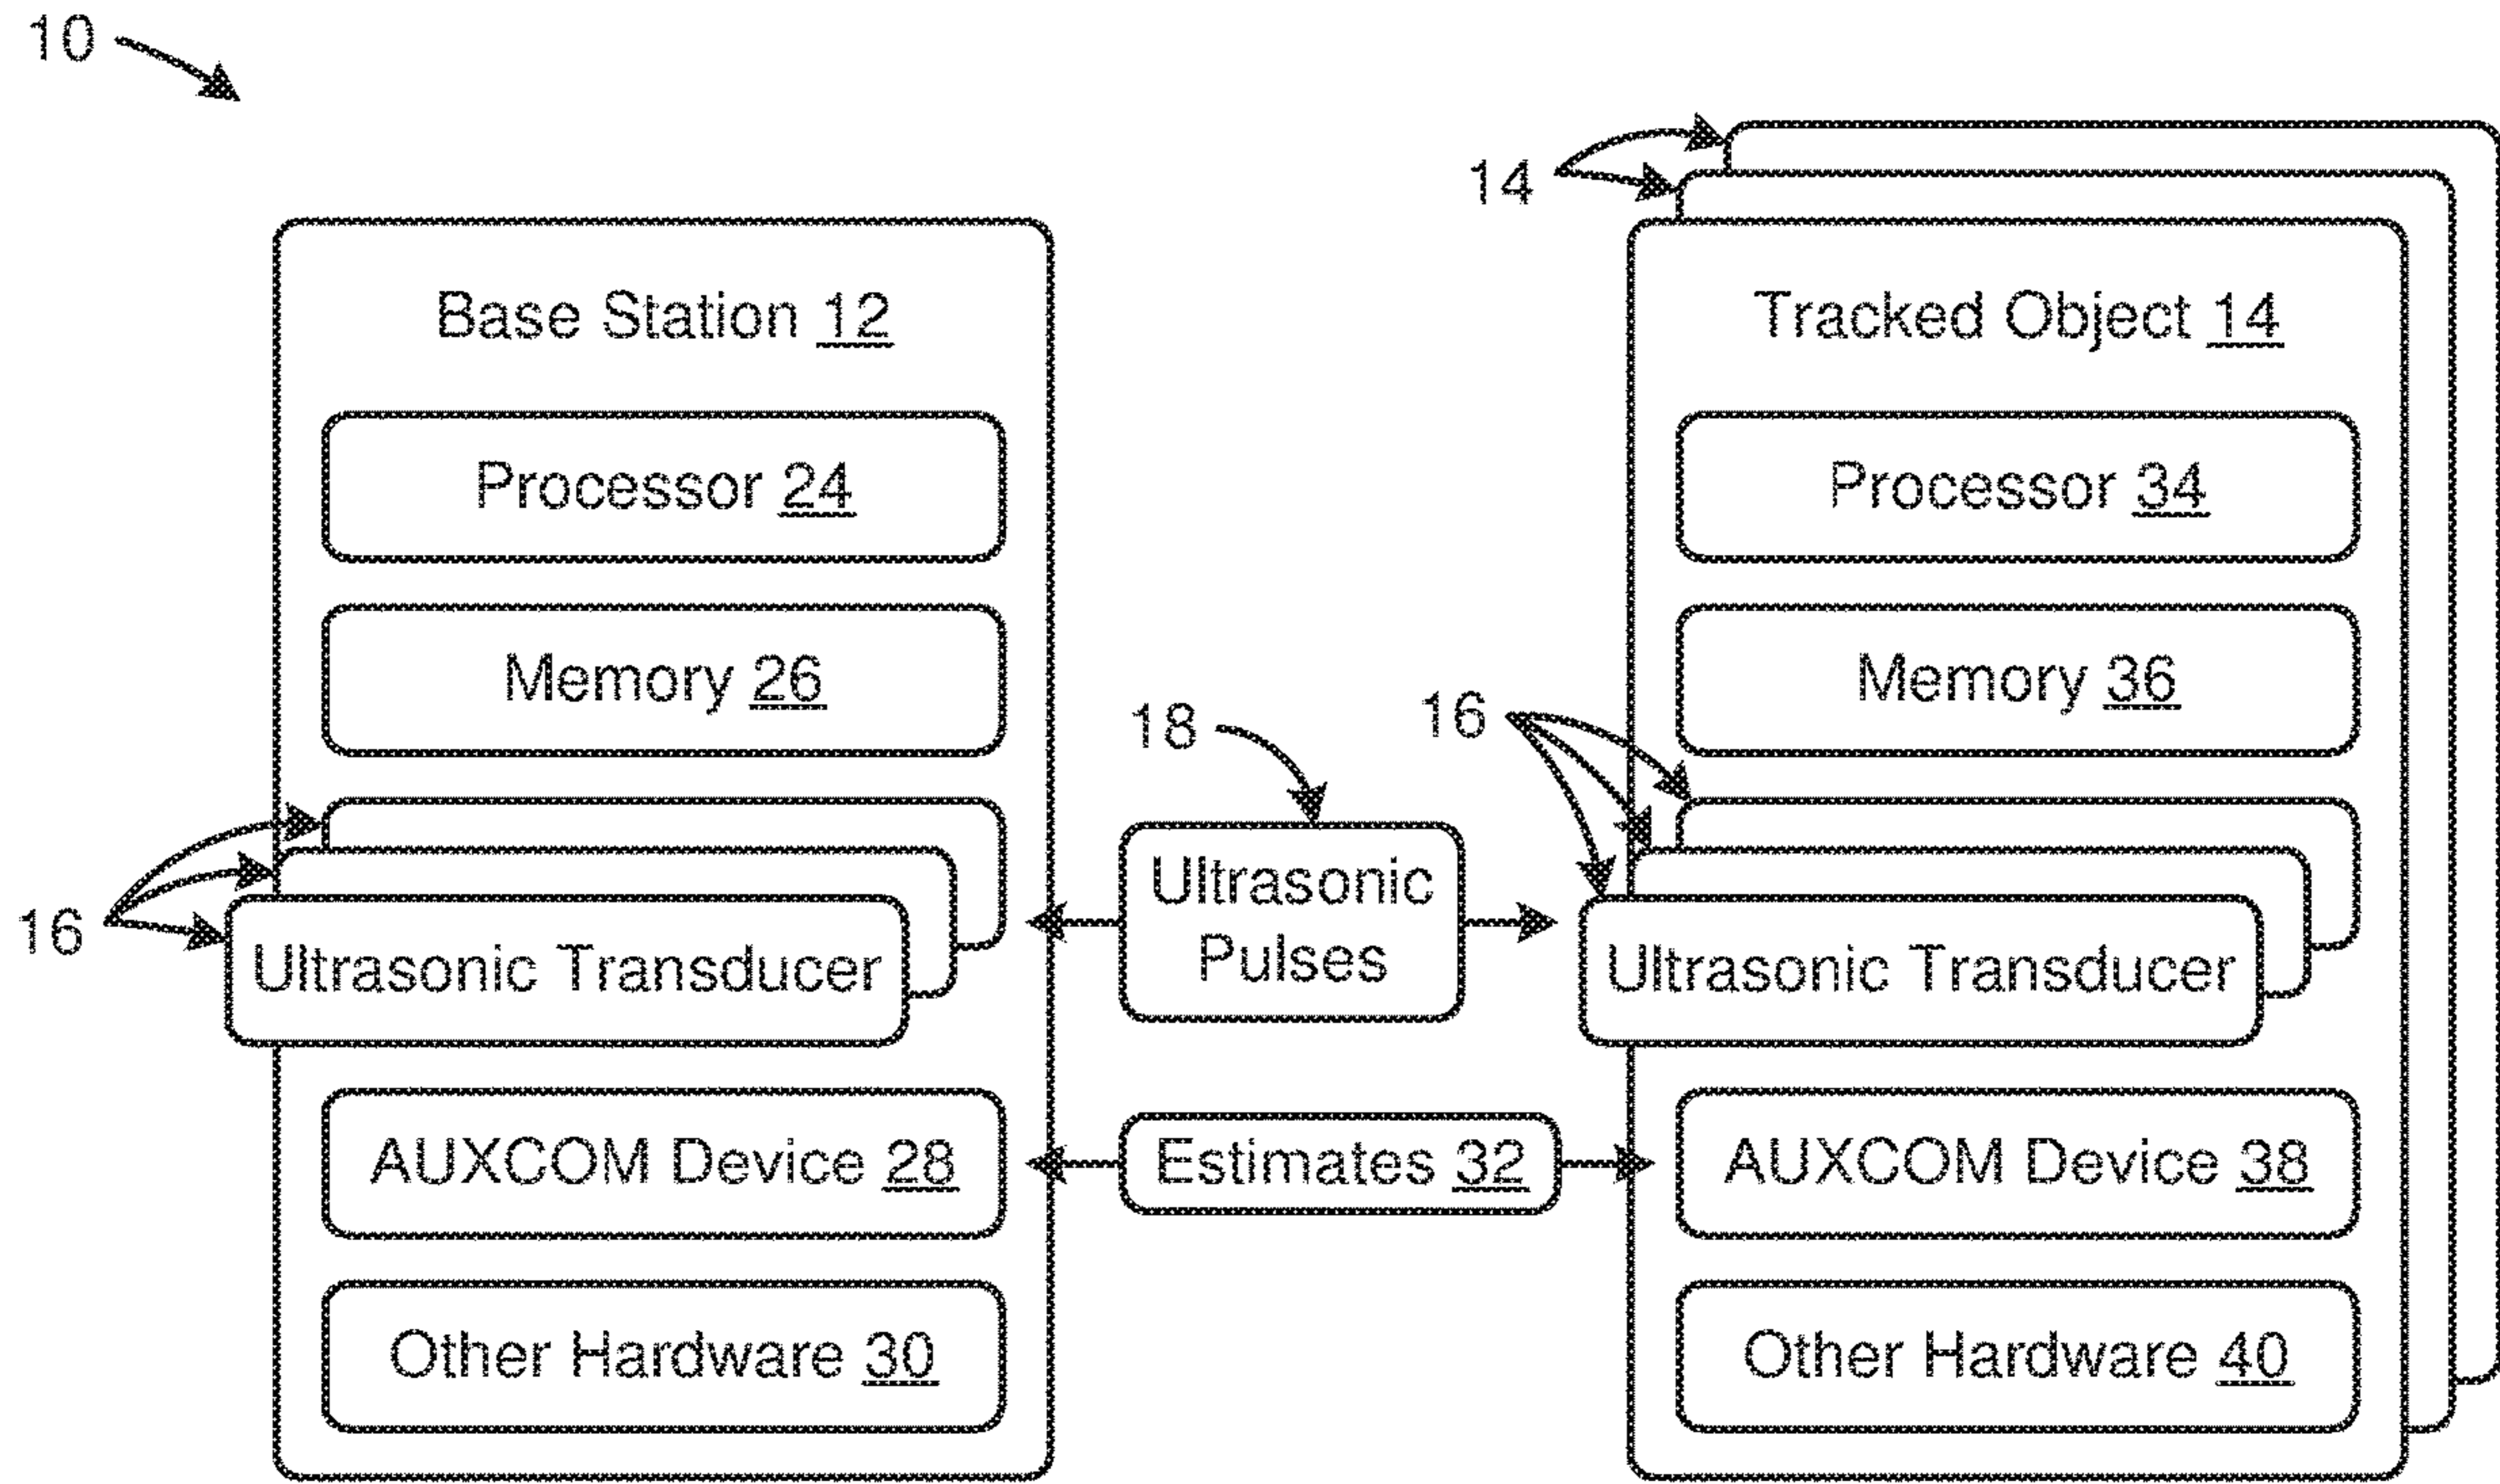 10
14
Base Station 12
Processor 24
Memory 26
16
Ultrasonic Transducer
AUXCOM Device 28
Other Hardware 30
18
Ultrasonic
Pulses
Estimates 32
Tracked Object 14
Processor 34
Memory 36
16
Ultrasonic Transducer
AUXCOM Device 38
Other Hardware 40